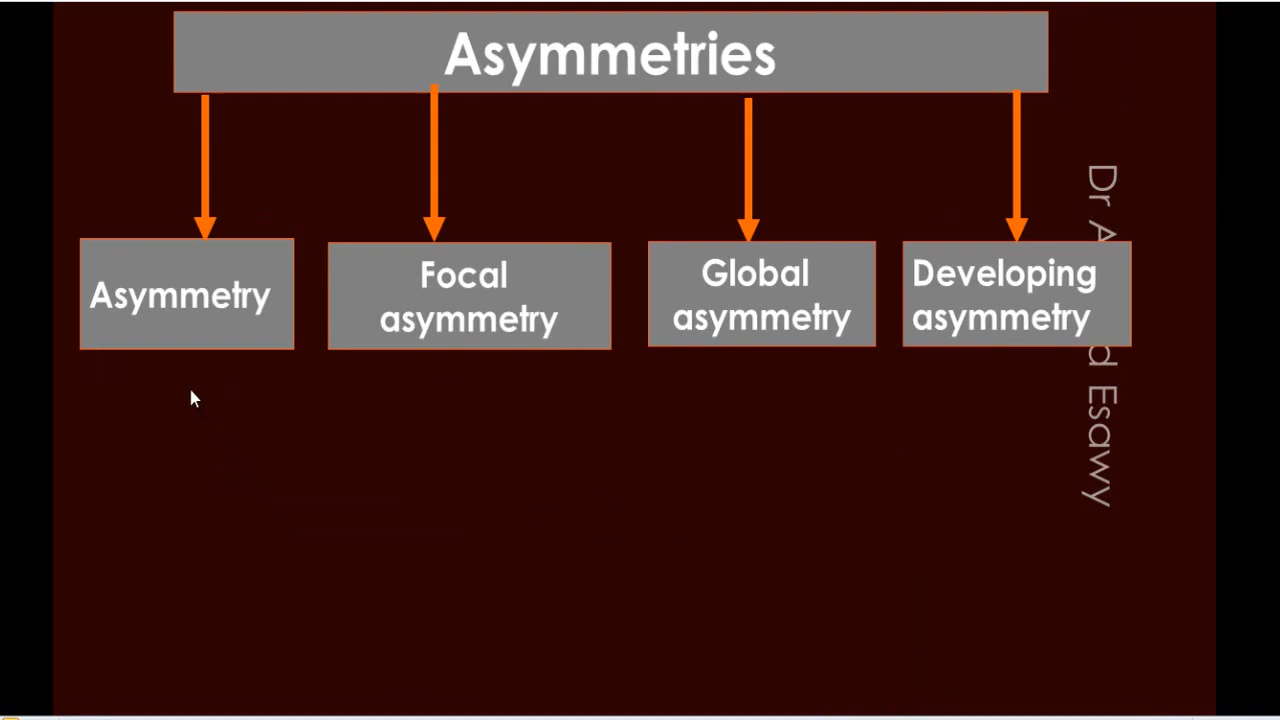 Asymmetries
Asymmetry
Focal
asymmetry
Global
asymmetry
Developing
asymmetry
Dr
Esawy